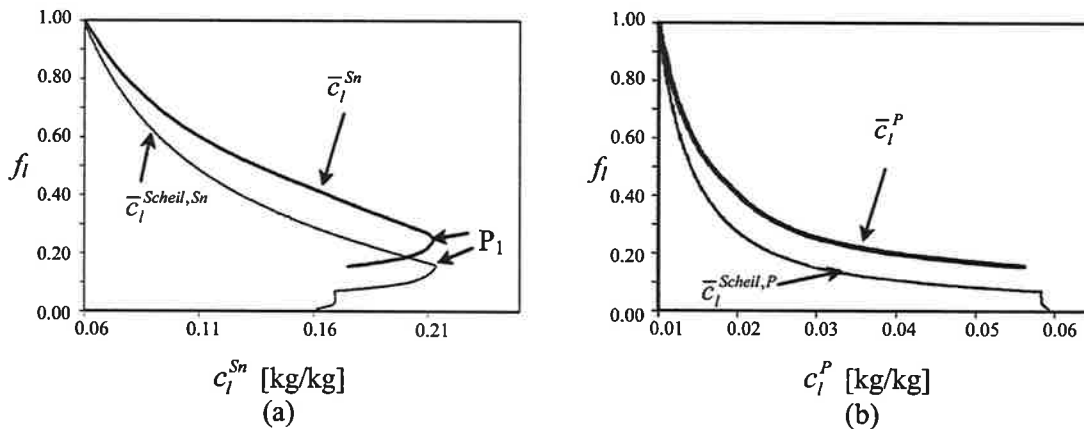 1.00
0.80
0.60
0.40
0.20
0.00
f_l
c̄_l^{Sn}
c̄_l^{Scheil,Sn}
P₁
0.06 0.11 0.16 0.21
c_l^{Sn} [kg/kg]
(a)
1.00
0.80
0.60
0.40
0.20
0.00
f_l
c̄_l^{P}
c̄_l^{Scheil,P}
0.01 0.02 0.03 0.04 0.05 0.06
c_l^{P} [kg/kg]
(b)